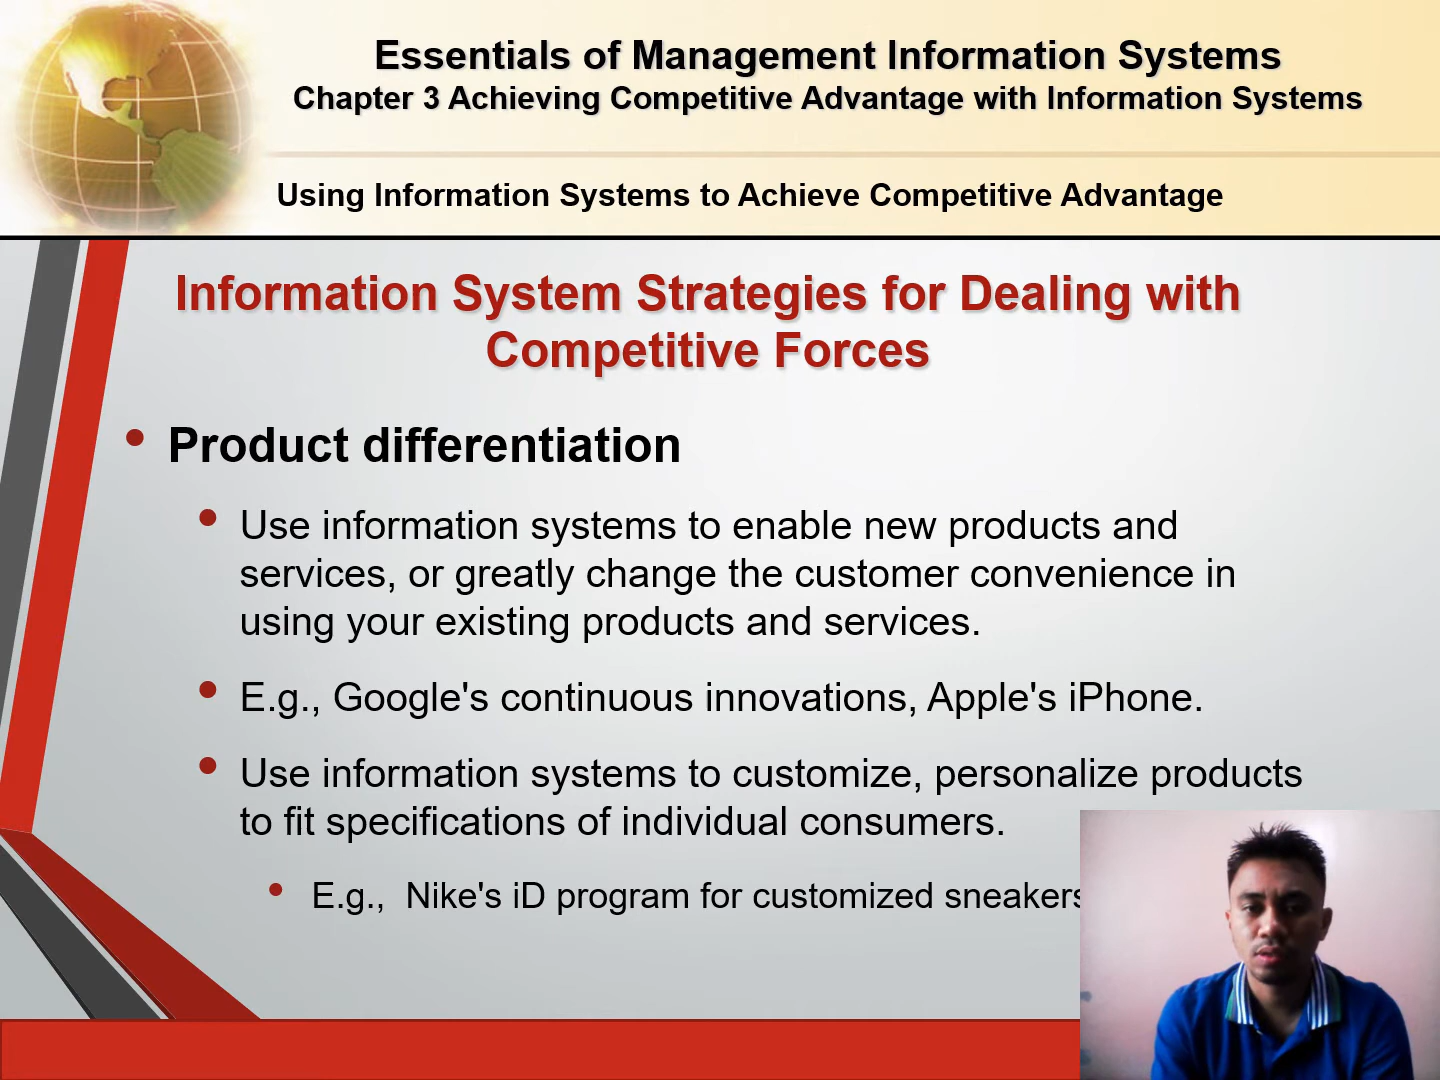 Essentials of Management Information Systems
Chapter 3 Achieving Competitive Advantage with Information Systems
Using Information Systems to Achieve Competitive Advantage
Information System Strategies for Dealing with
Competitive Forces
• Product differentiation
• Use information systems to enable new products and
services, or greatly change the customer convenience in
using your existing products and services.
• E.g., Google's continuous innovations, Apple's iPhone.
• Use information systems to customize, personalize products
to fit specifications of individual consumers.
• E.g., Nike's iD program for customized sneakers